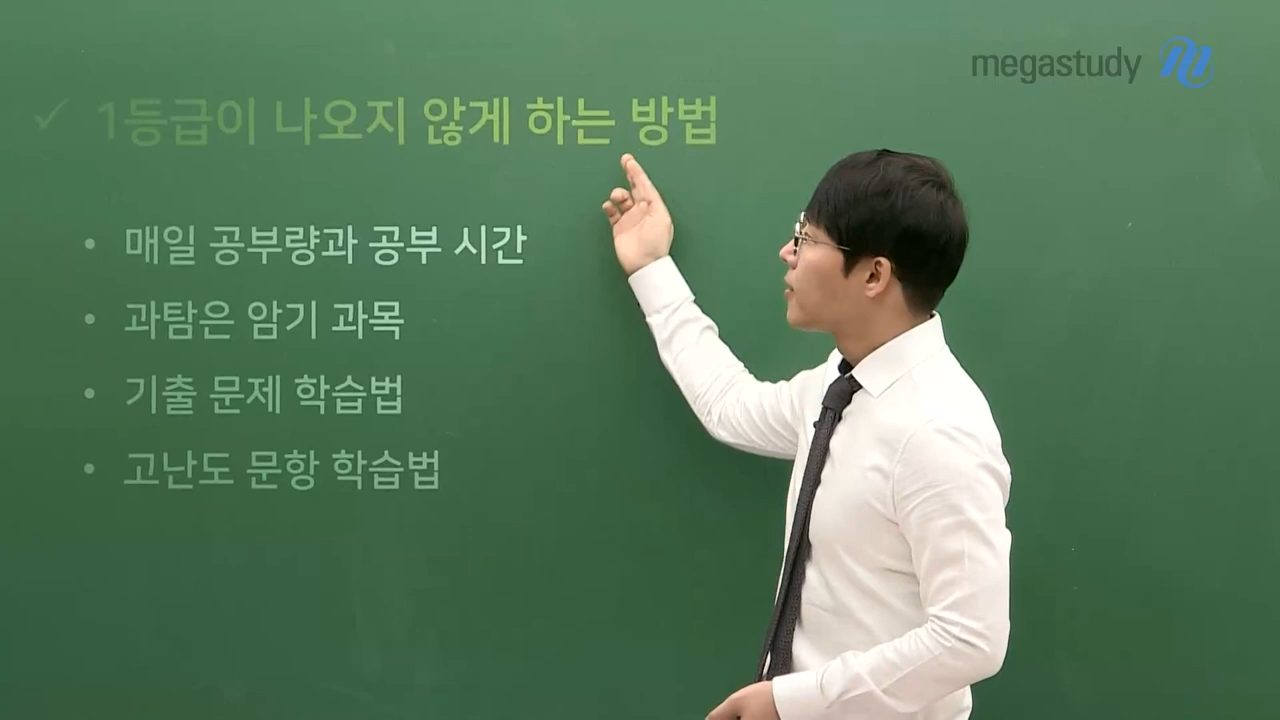 megastudy
✓ 1등급이 나오지 않게 하는 방법
• 매일 공부량과 공부 시간
• 과탐은 암기 과목
• 기출 문제 학습법
• 고난도 문항 학습법